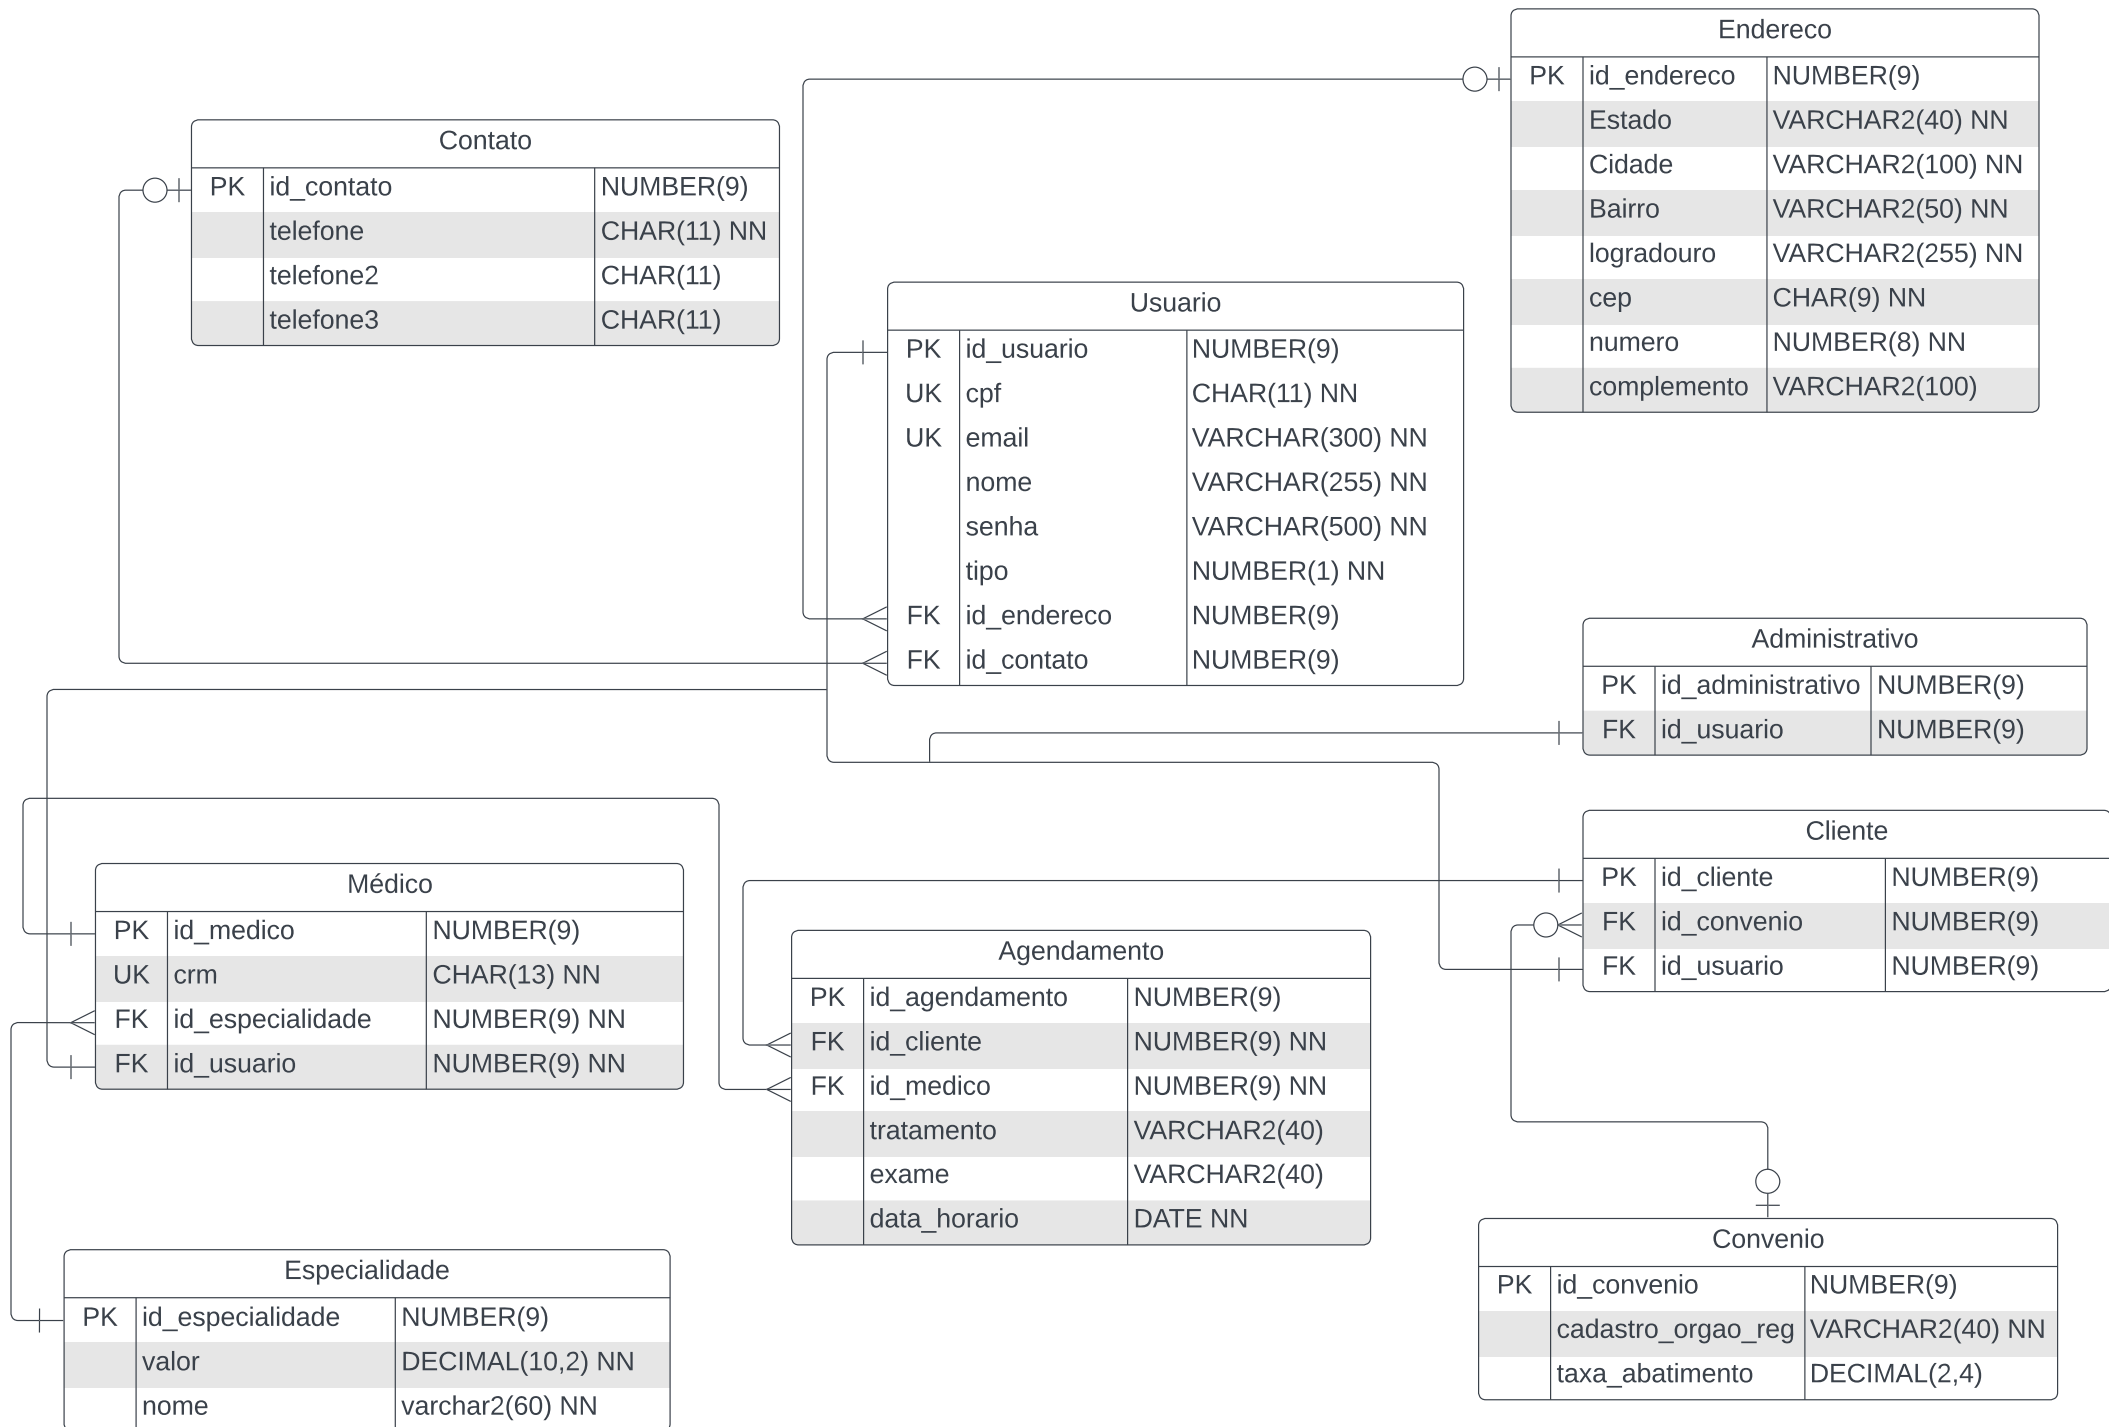 Endereco
PK id_endereco NUMBER(9)
Estado VARCHAR2(40) NN
Cidade VARCHAR2(100) NN
Bairro VARCHAR2(50) NN
logradouro VARCHAR2(255) NN
cep CHAR(9) NN
numero NUMBER(8) NN
complemento VARCHAR2(100)
Contato
PK id_contato NUMBER(9)
telefone CHAR(11) NN
telefone2 CHAR(11)
telefone3 CHAR(11)
Usuario
PK id_usuario NUMBER(9)
UK cpf CHAR(11) NN
UK email VARCHAR(300) NN
nome VARCHAR(255) NN
senha VARCHAR(500) NN
tipo NUMBER(1) NN
FK id_endereco NUMBER(9)
FK id_contato NUMBER(9)
Administrativo
PK id_administrativo NUMBER(9)
FK id_usuario NUMBER(9)
Cliente
PK id_cliente NUMBER(9)
FK id_convenio NUMBER(9)
FK id_usuario NUMBER(9)
Médico
PK id_medico NUMBER(9)
UK crm CHAR(13) NN
FK id_especialidade NUMBER(9) NN
FK id_usuario NUMBER(9) NN
Agendamento
PK id_agendamento NUMBER(9)
FK id_cliente NUMBER(9) NN
FK id_medico NUMBER(9) NN
tratamento VARCHAR2(40)
exame VARCHAR2(40)
data_horario DATE NN
Convenio
PK id_convenio NUMBER(9)
cadastro_orgao_reg VARCHAR2(40) NN
taxa_abatimento DECIMAL(2,4)
Especialidade
PK id_especialidade NUMBER(9)
valor DECIMAL(10,2) NN
nome varchar2(60) NN